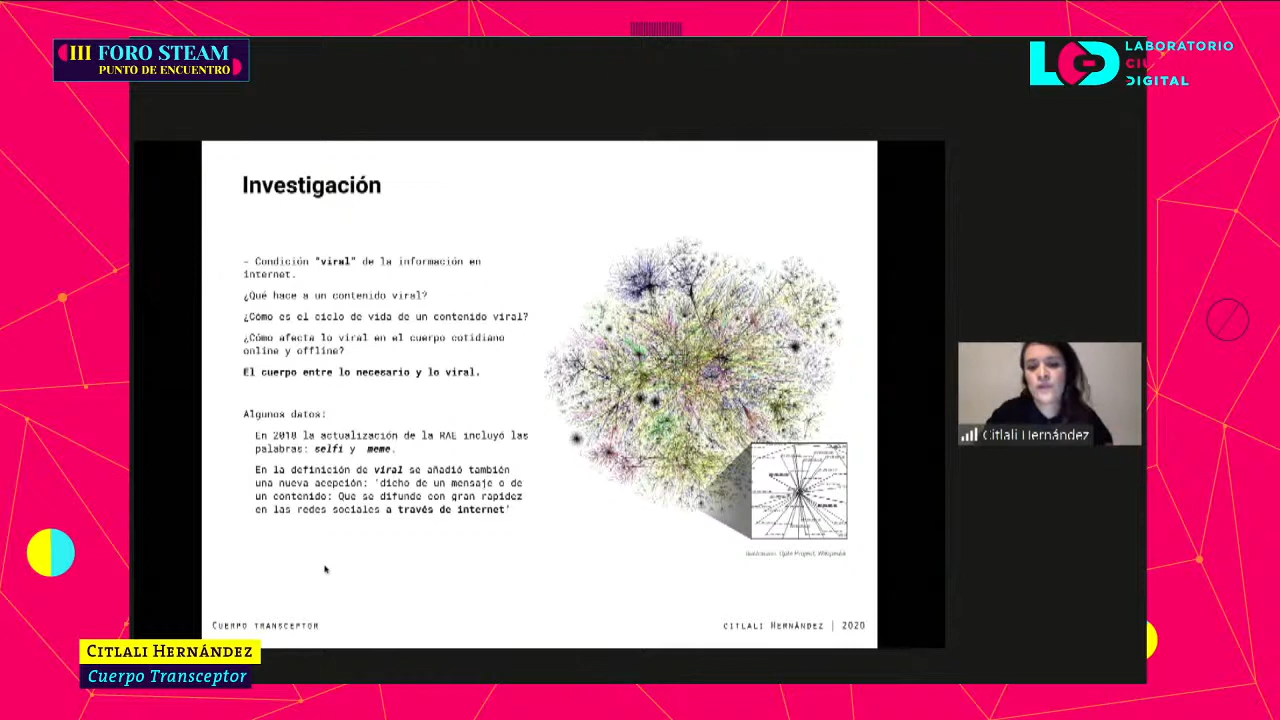 III FORO STEAM
PUNTO DE ENCUENTRO
LCD
LABORATORIO
CIU
DIGITAL
Investigación
- Condición "viral" de la información en
internet.
¿Qué hace a un contenido viral?
¿Cómo es el ciclo de vida de un contenido viral?
¿Cómo afecta lo viral en el cuerpo cotidiano
online y offline?
El cuerpo entre lo necesario y lo viral.
Algunos datos:
En 2018 la actualización de la RAE incluyó las
palabras: selfi y meme.
En la definición de viral se añadió también
una nueva acepción: 'dicho de un mensaje o de
un contenido: Que se difunde con gran rapidez
en las redes sociales a través de internet'
Opte Project, Wikipedia
Cuerpo transceptor
citlali Hernández | 2020
Citlali Hernández
Citlali Hernández
Cuerpo Transceptor